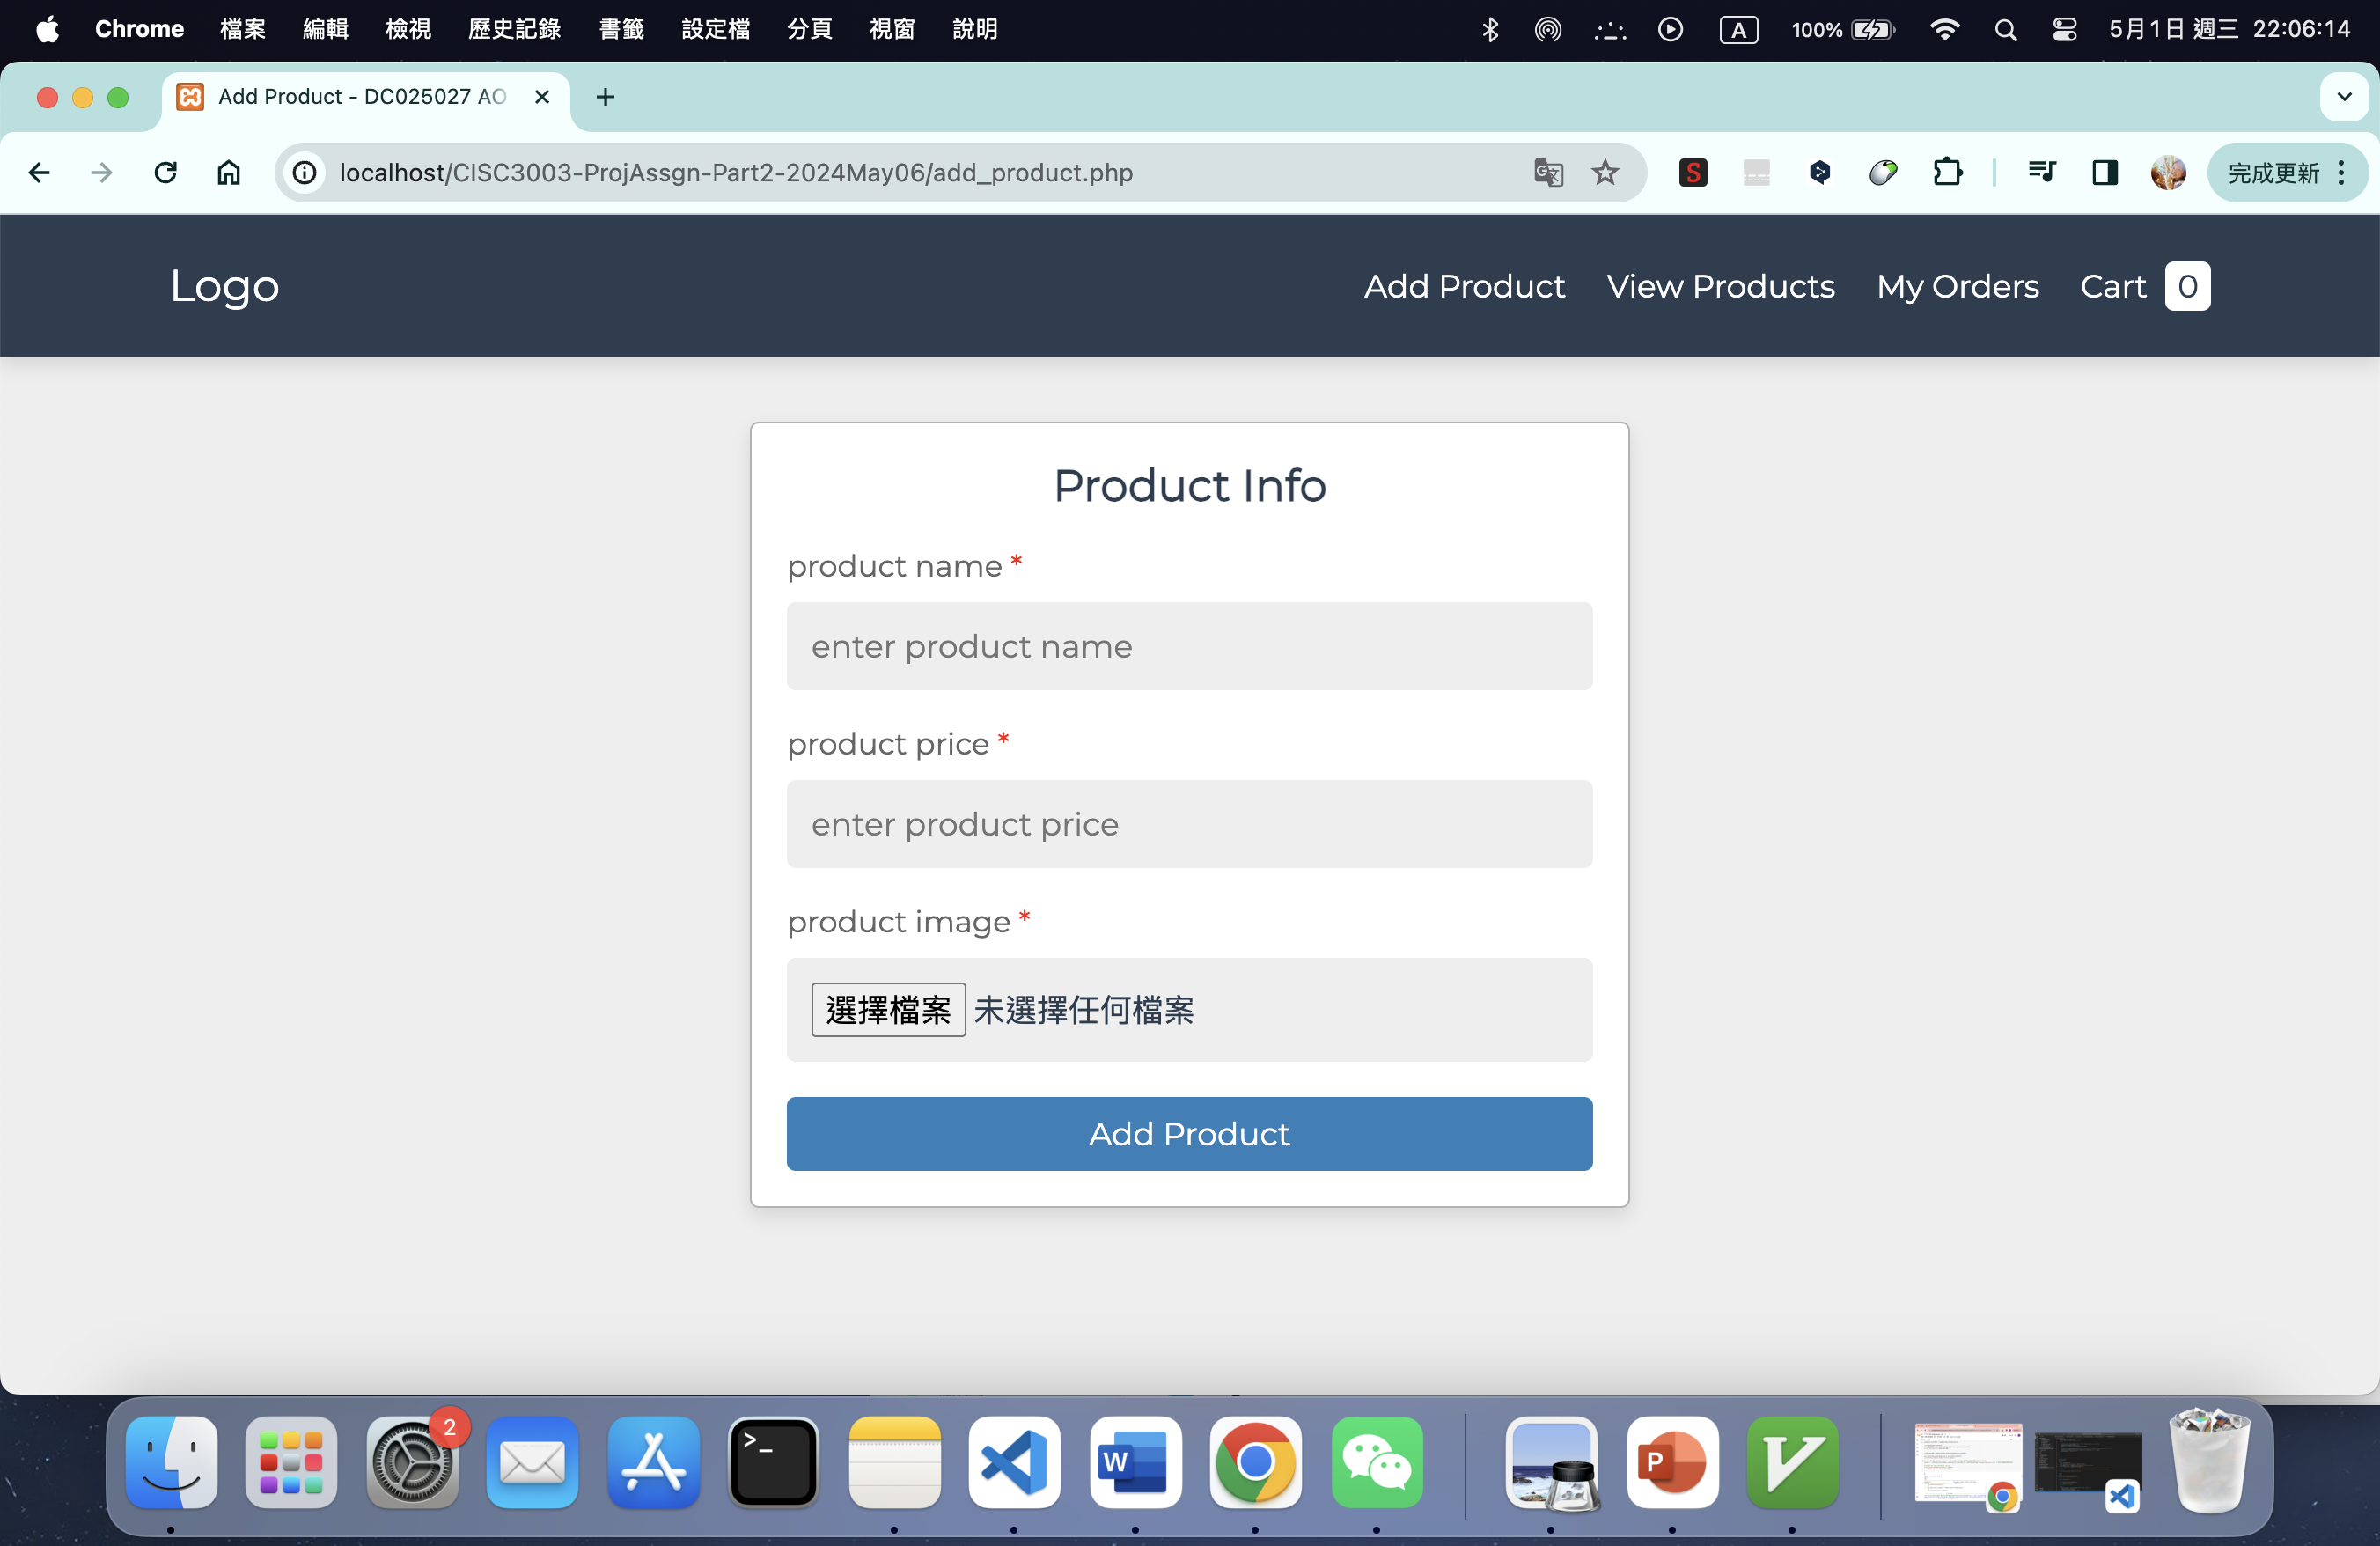 Chrome 檔案 編輯 檢視 歷史記錄 書籤 設定檔 分頁 視窗 說明 A 100% 5月1日 週三 22:06:14
Add Product - DC025027 AO
localhost/CISC3003-ProjAssgn-Part2-2024May06/add_product.php S 完成更新
Logo Add Product View Products My Orders Cart 0
Product Info
product name *
enter product name
product price *
enter product price
product image *
選擇檔案 未選擇任何檔案
Add Product
2
>_
W
P
V